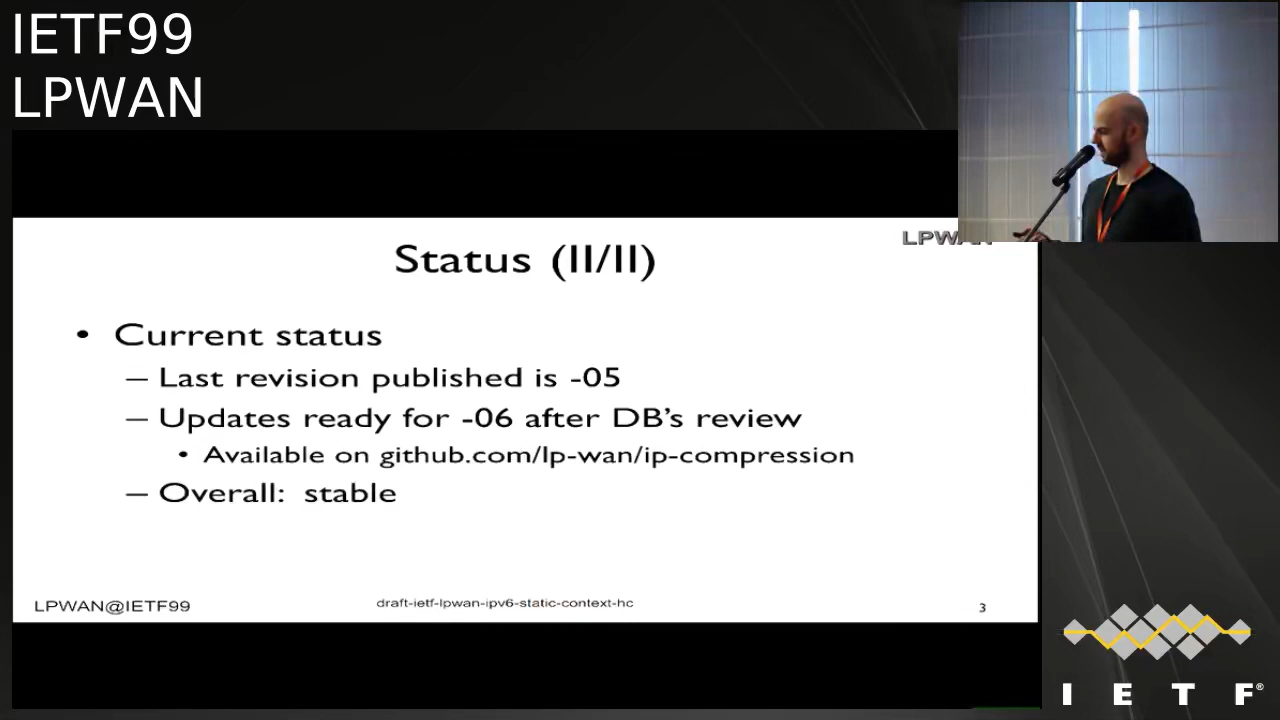 IETF99
LPWAN
LPWAN
Status (II/II)
• Current status
– Last revision published is -05
– Updates ready for -06 after DB’s review
• Available on github.com/lp-wan/ip-compression
– Overall: stable
LPWAN@IETF99
draft-ietf-lpwan-ipv6-static-context-hc
3
I E T F®